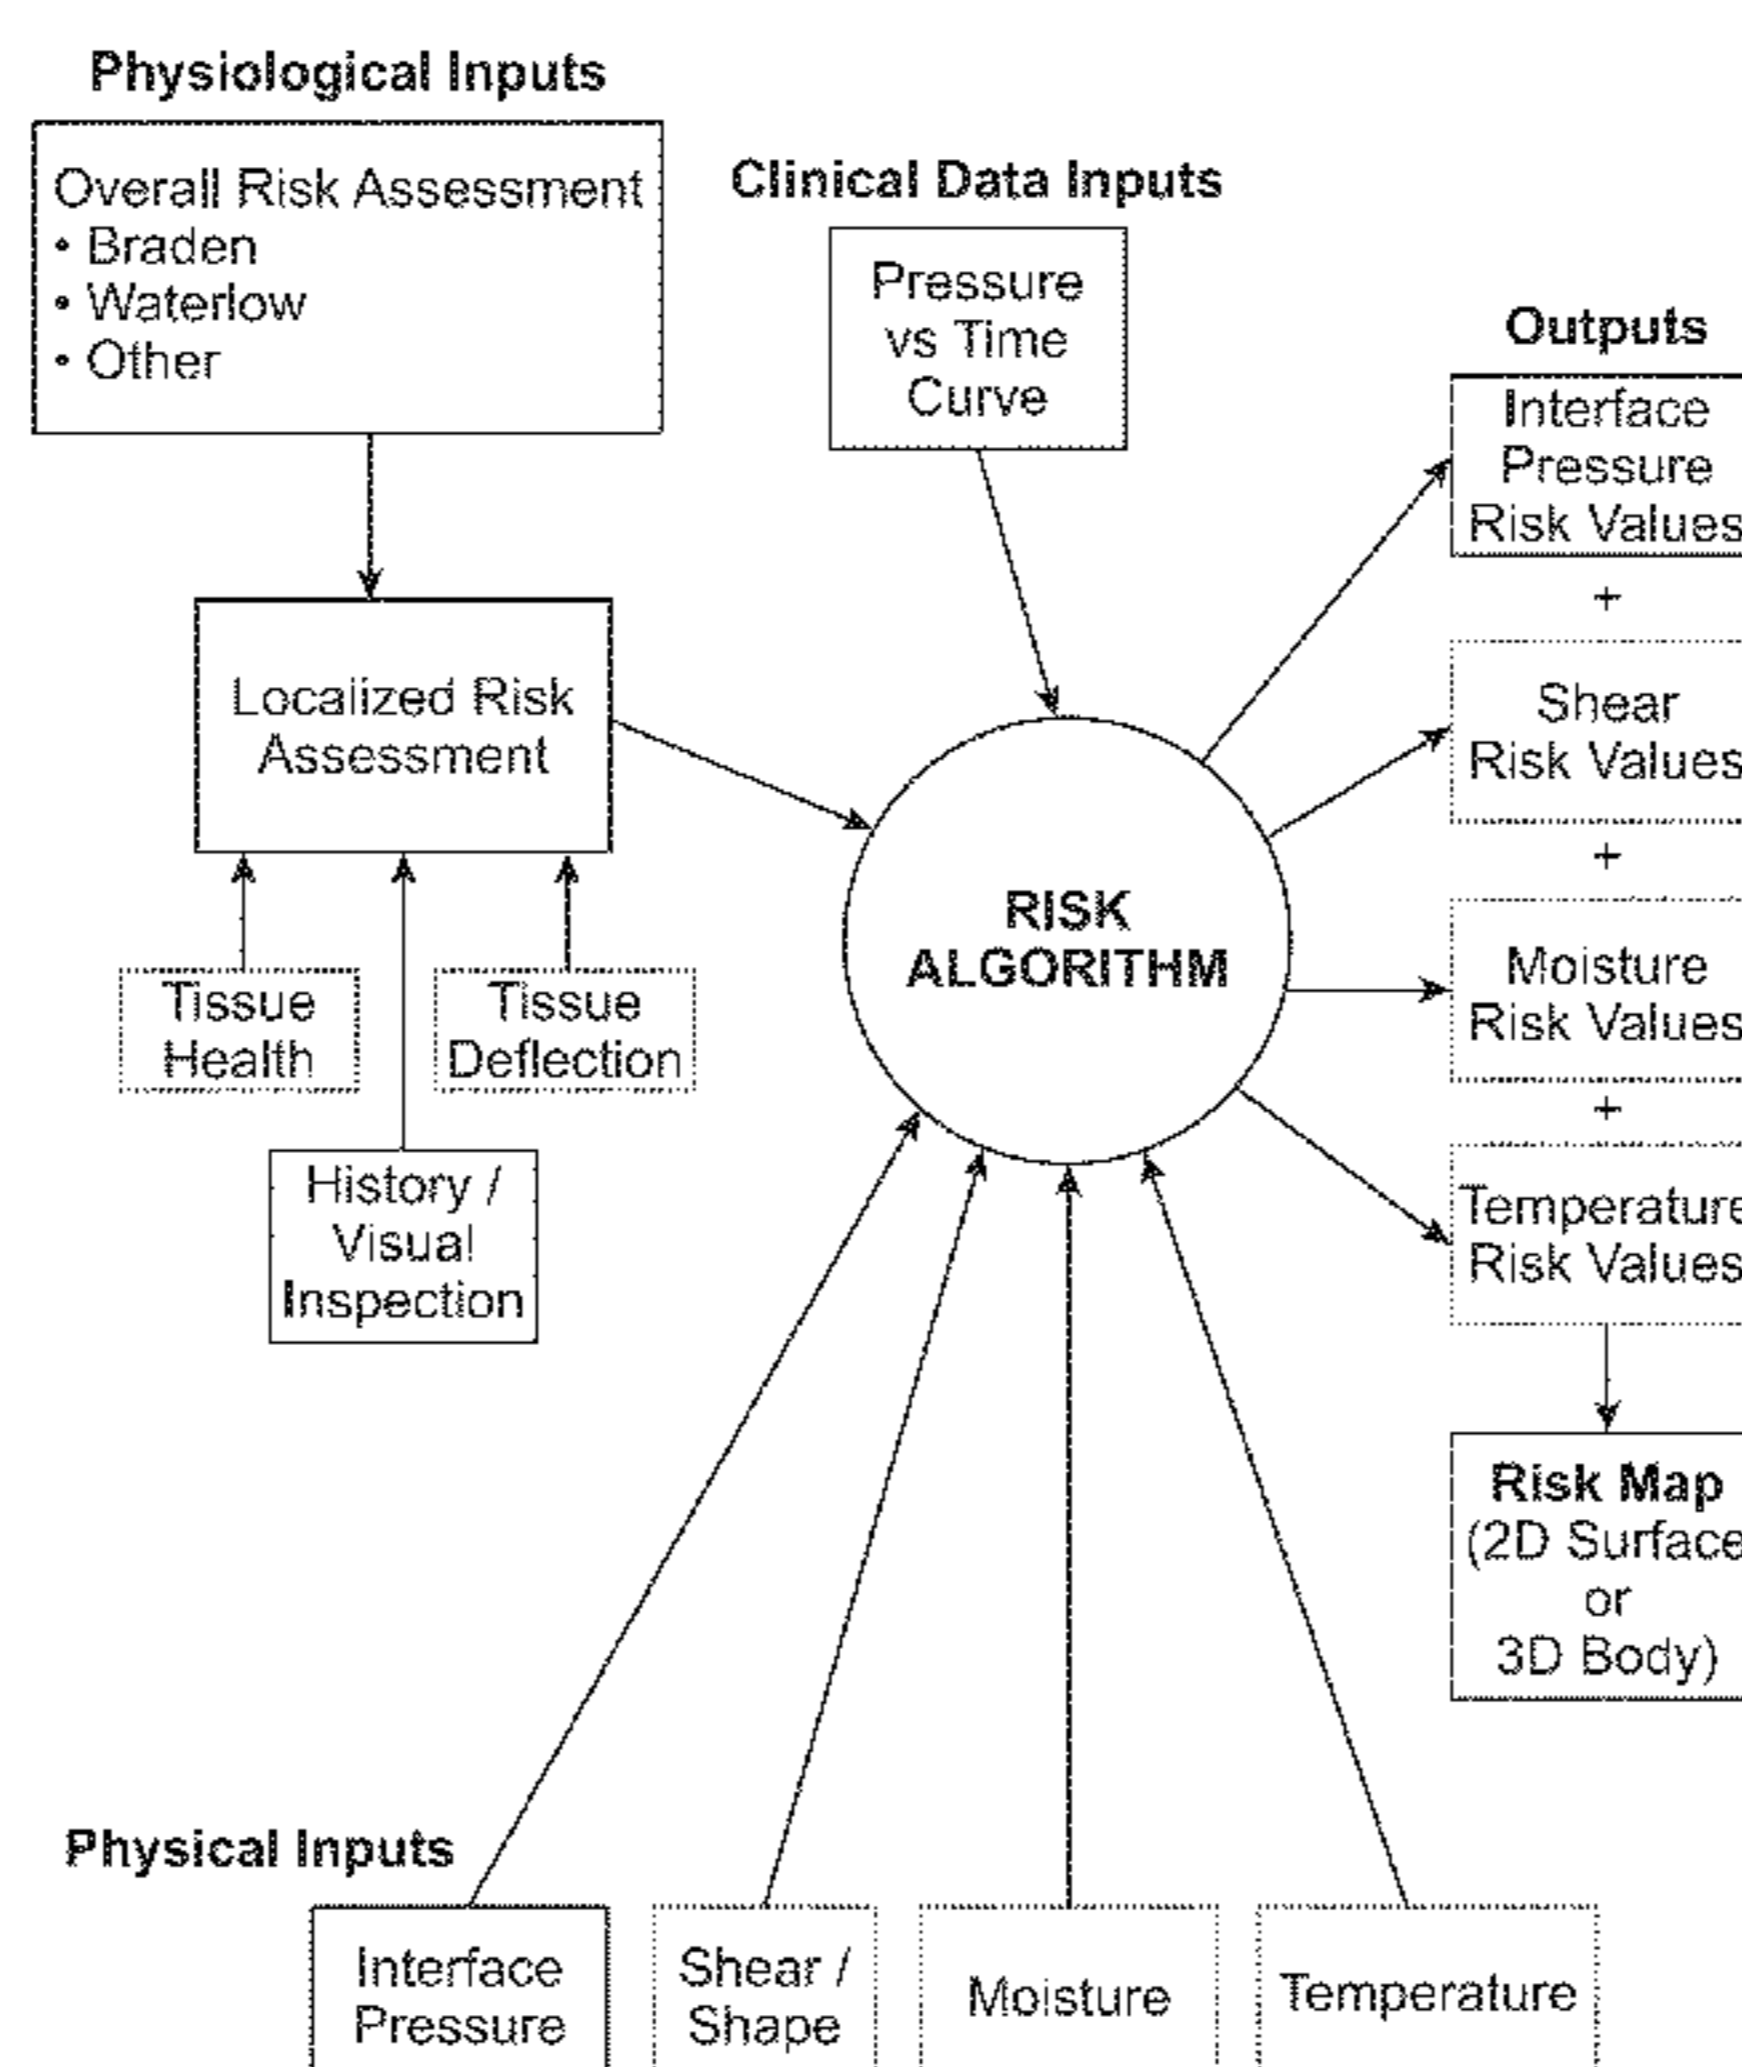 Physiological Inputs
Overall Risk Assessment
• Braden
• Waterlow
• Other
Clinical Data Inputs
Pressure
vs Time
Curve
Outputs
Interface
Pressure
Risk Values
+
Shear
Risk Values
+
Moisture
Risk Values
+
Temperature
Risk Values
Risk Map
(2D Surface
or
3D Body)
Localized Risk
Assessment
Tissue
Health
Tissue
Deflection
History /
Visual
Inspection
RISK
ALGORITHM
Physical Inputs
Interface
Pressure
Shear /
Shape
Moisture
Temperature